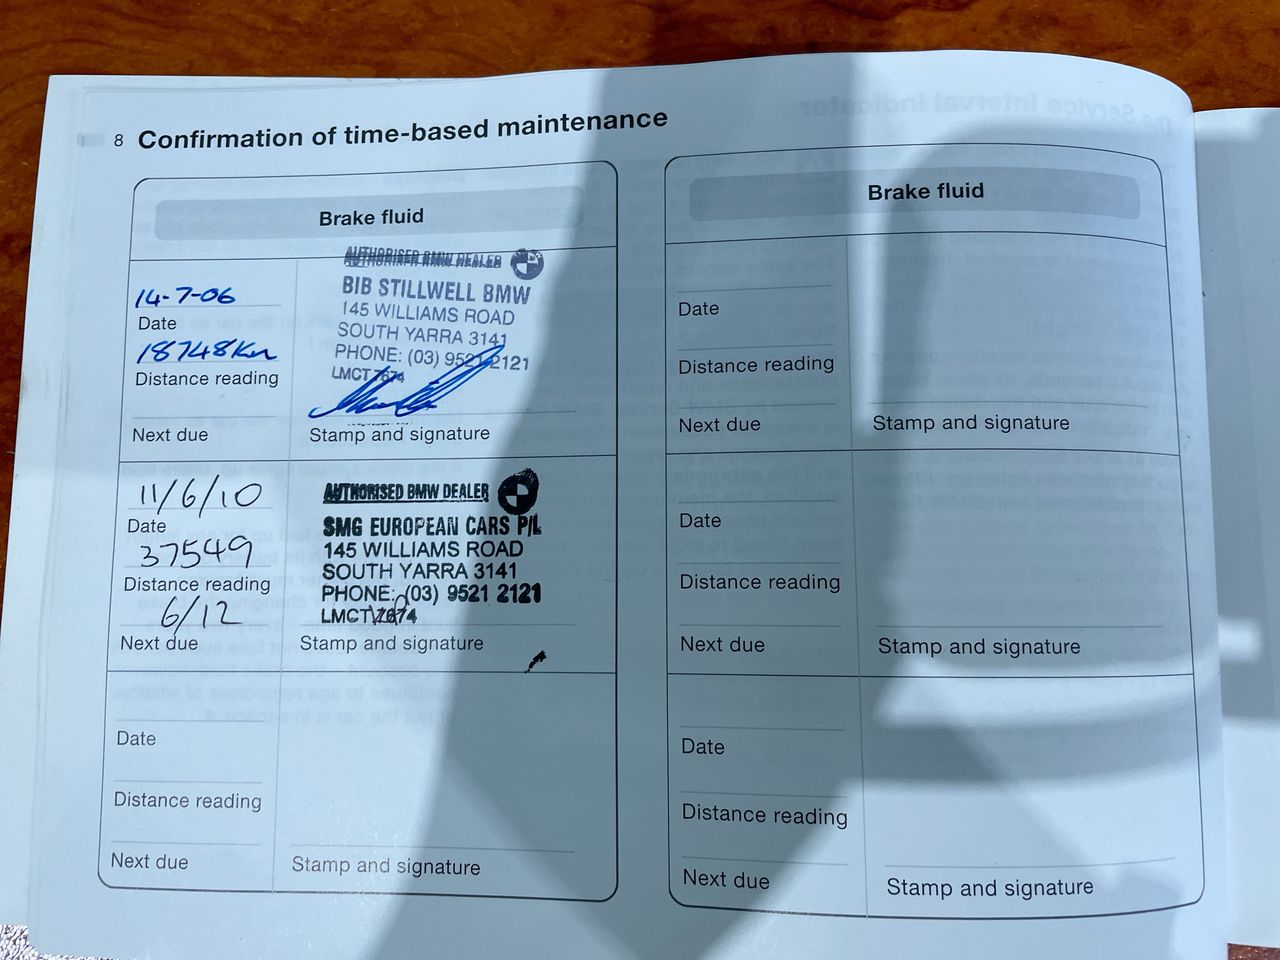 8 Confirmation of time-based maintenance
Brake fluid
14-7-06
Date
18748Km
Distance reading
Next due
AUTHORISED BMW DEALER
BIB STILLWELL BMW
145 WILLIAMS ROAD
SOUTH YARRA 3141
PHONE: (03) 9521 2121
LMCT 7674
Stamp and signature
11/6/10
Date
37549
Distance reading
6/12
Next due
AUTHORISED BMW DEALER
SMG EUROPEAN CARS P/L
145 WILLIAMS ROAD
SOUTH YARRA 3141
PHONE: (03) 9521 2121
LMCT 7674
Stamp and signature
Date
Distance reading
Next due
Stamp and signature
Brake fluid
Date
Distance reading
Next due
Stamp and signature
Date
Distance reading
Next due
Stamp and signature
Date
Distance reading
Next due
Stamp and signature